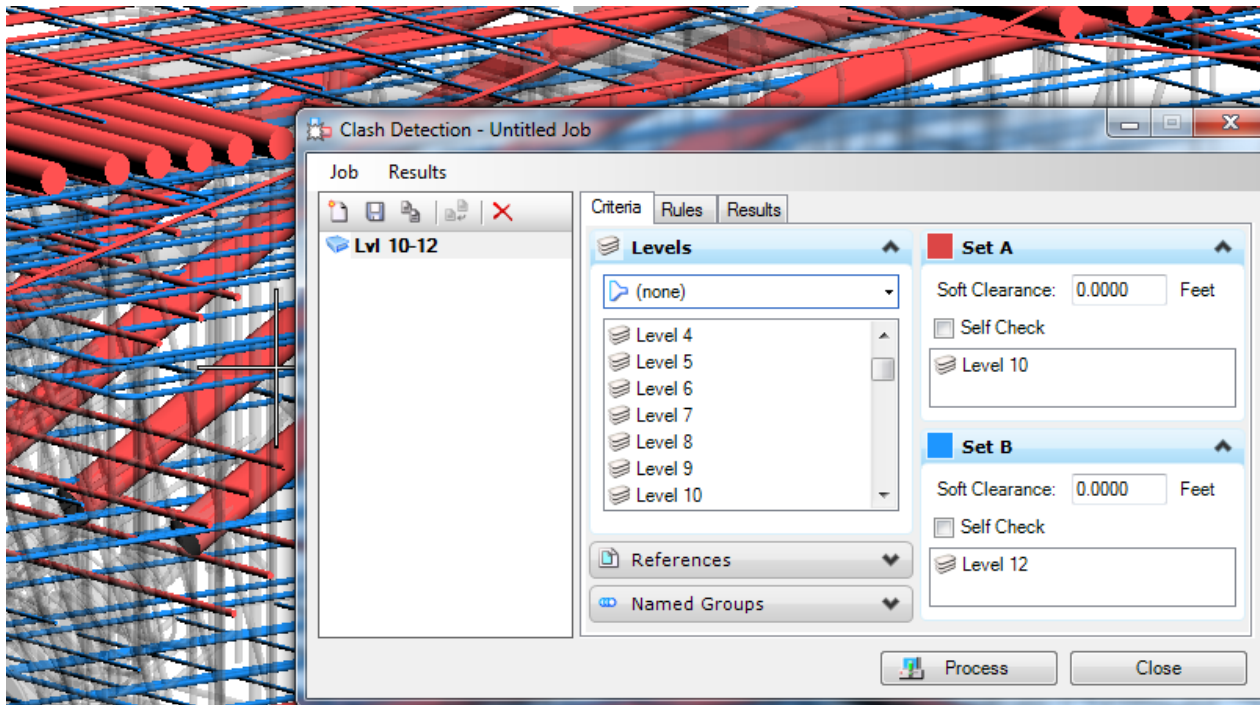 Clash Detection - Untitled Job
Job Results
Lvl 10-12
Criteria Rules Results
Levels
(none)
Level 4
Level 5
Level 6
Level 7
Level 8
Level 9
Level 10
References
Named Groups
Set A
Soft Clearance: 0.0000 Feet
Self Check
Level 10
Set B
Soft Clearance: 0.0000 Feet
Self Check
Level 12
Process Close